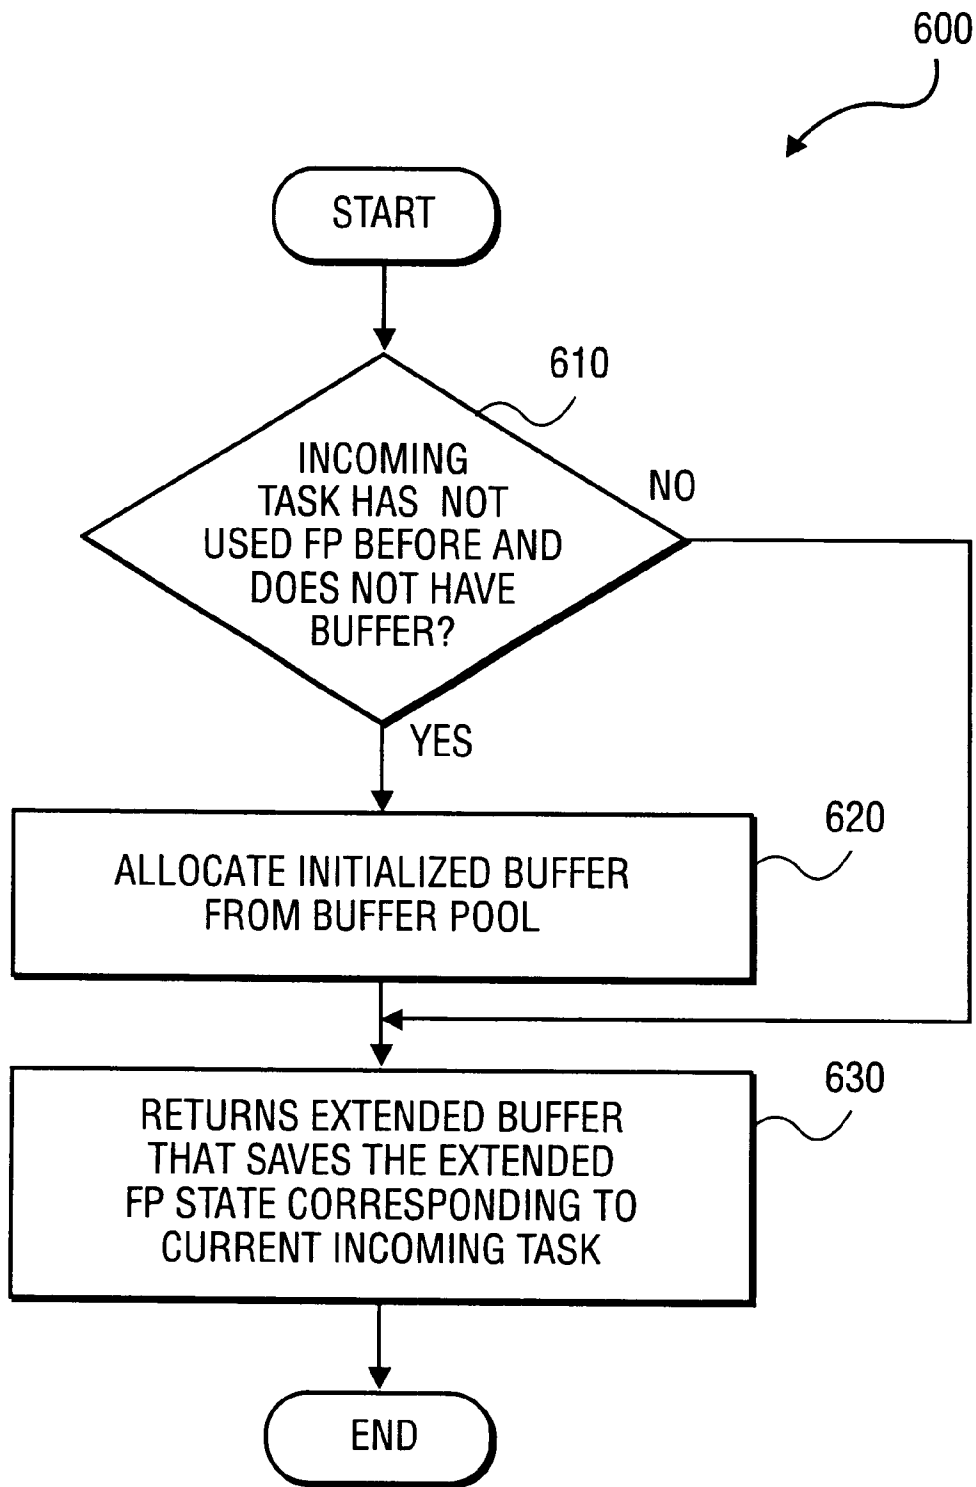 600
START
610
INCOMING
TASK HAS NOT
USED FP BEFORE AND
DOES NOT HAVE
BUFFER?
NO
YES
620
ALLOCATE INITIALIZED BUFFER
FROM BUFFER POOL
630
RETURNS EXTENDED BUFFER
THAT SAVES THE EXTENDED
FP STATE CORRESPONDING TO
CURRENT INCOMING TASK
END